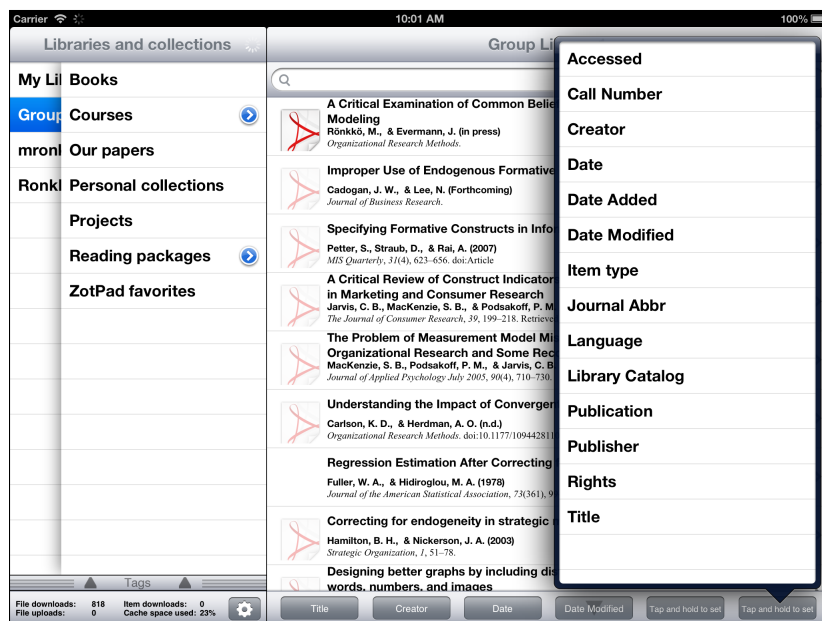 Carrier 10:01 AM 100%
Libraries and collections
My Li
Group
mronk
Ronkl
Books
Courses
Our papers
Personal collections
Projects
Reading packages
ZotPad favorites
Tags
File downloads: 818 Item downloads: 0
File uploads: 0 Cache space used: 23%
Group Li
A Critical Examination of Common Belie
Modeling
Rönkkö, M., & Evermann, J. (in press)
Organizational Research Methods.
Improper Use of Endogenous Formative
Cadogan, J. W., & Lee, N. (Forthcoming)
Journal of Business Research.
Specifying Formative Constructs in Info
Petter, S., Straub, D., & Rai, A. (2007)
MIS Quarterly, 31(4), 623–656. doi:Article
A Critical Review of Construct Indicator
in Marketing and Consumer Research
Jarvis, C. B., MacKenzie, S. B., & Podsakoff, P. M
The Journal of Consumer Research, 39, 199–218. Retrieve
The Problem of Measurement Model Mi
Organizational Research and Some Rec
MacKenzie, S. B., Podsakoff, P. M., & Jarvis, C. B
Journal of Applied Psychology July 2005, 90(4), 710–730.
Understanding the Impact of Converger
Carlson, K. D., & Herdman, A. O. (n.d.)
Organizational Research Methods. doi:10.1177/109442811
Regression Estimation After Correcting
Fuller, W. A., & Hidiroglou, M. A. (1978)
Journal of the American Statistical Association, 73(361), 9
Correcting for endogeneity in strategic
Hamilton, B. H., & Nickerson, J. A. (2003)
Strategic Organization, 1, 51–78.
Designing better graphs by including dis
words, numbers, and images
Accessed
Call Number
Creator
Date
Date Added
Date Modified
Item type
Journal Abbr
Language
Library Catalog
Publication
Publisher
Rights
Title
Title Creator Date Date Modified Tap and hold to set Tap and hold to set